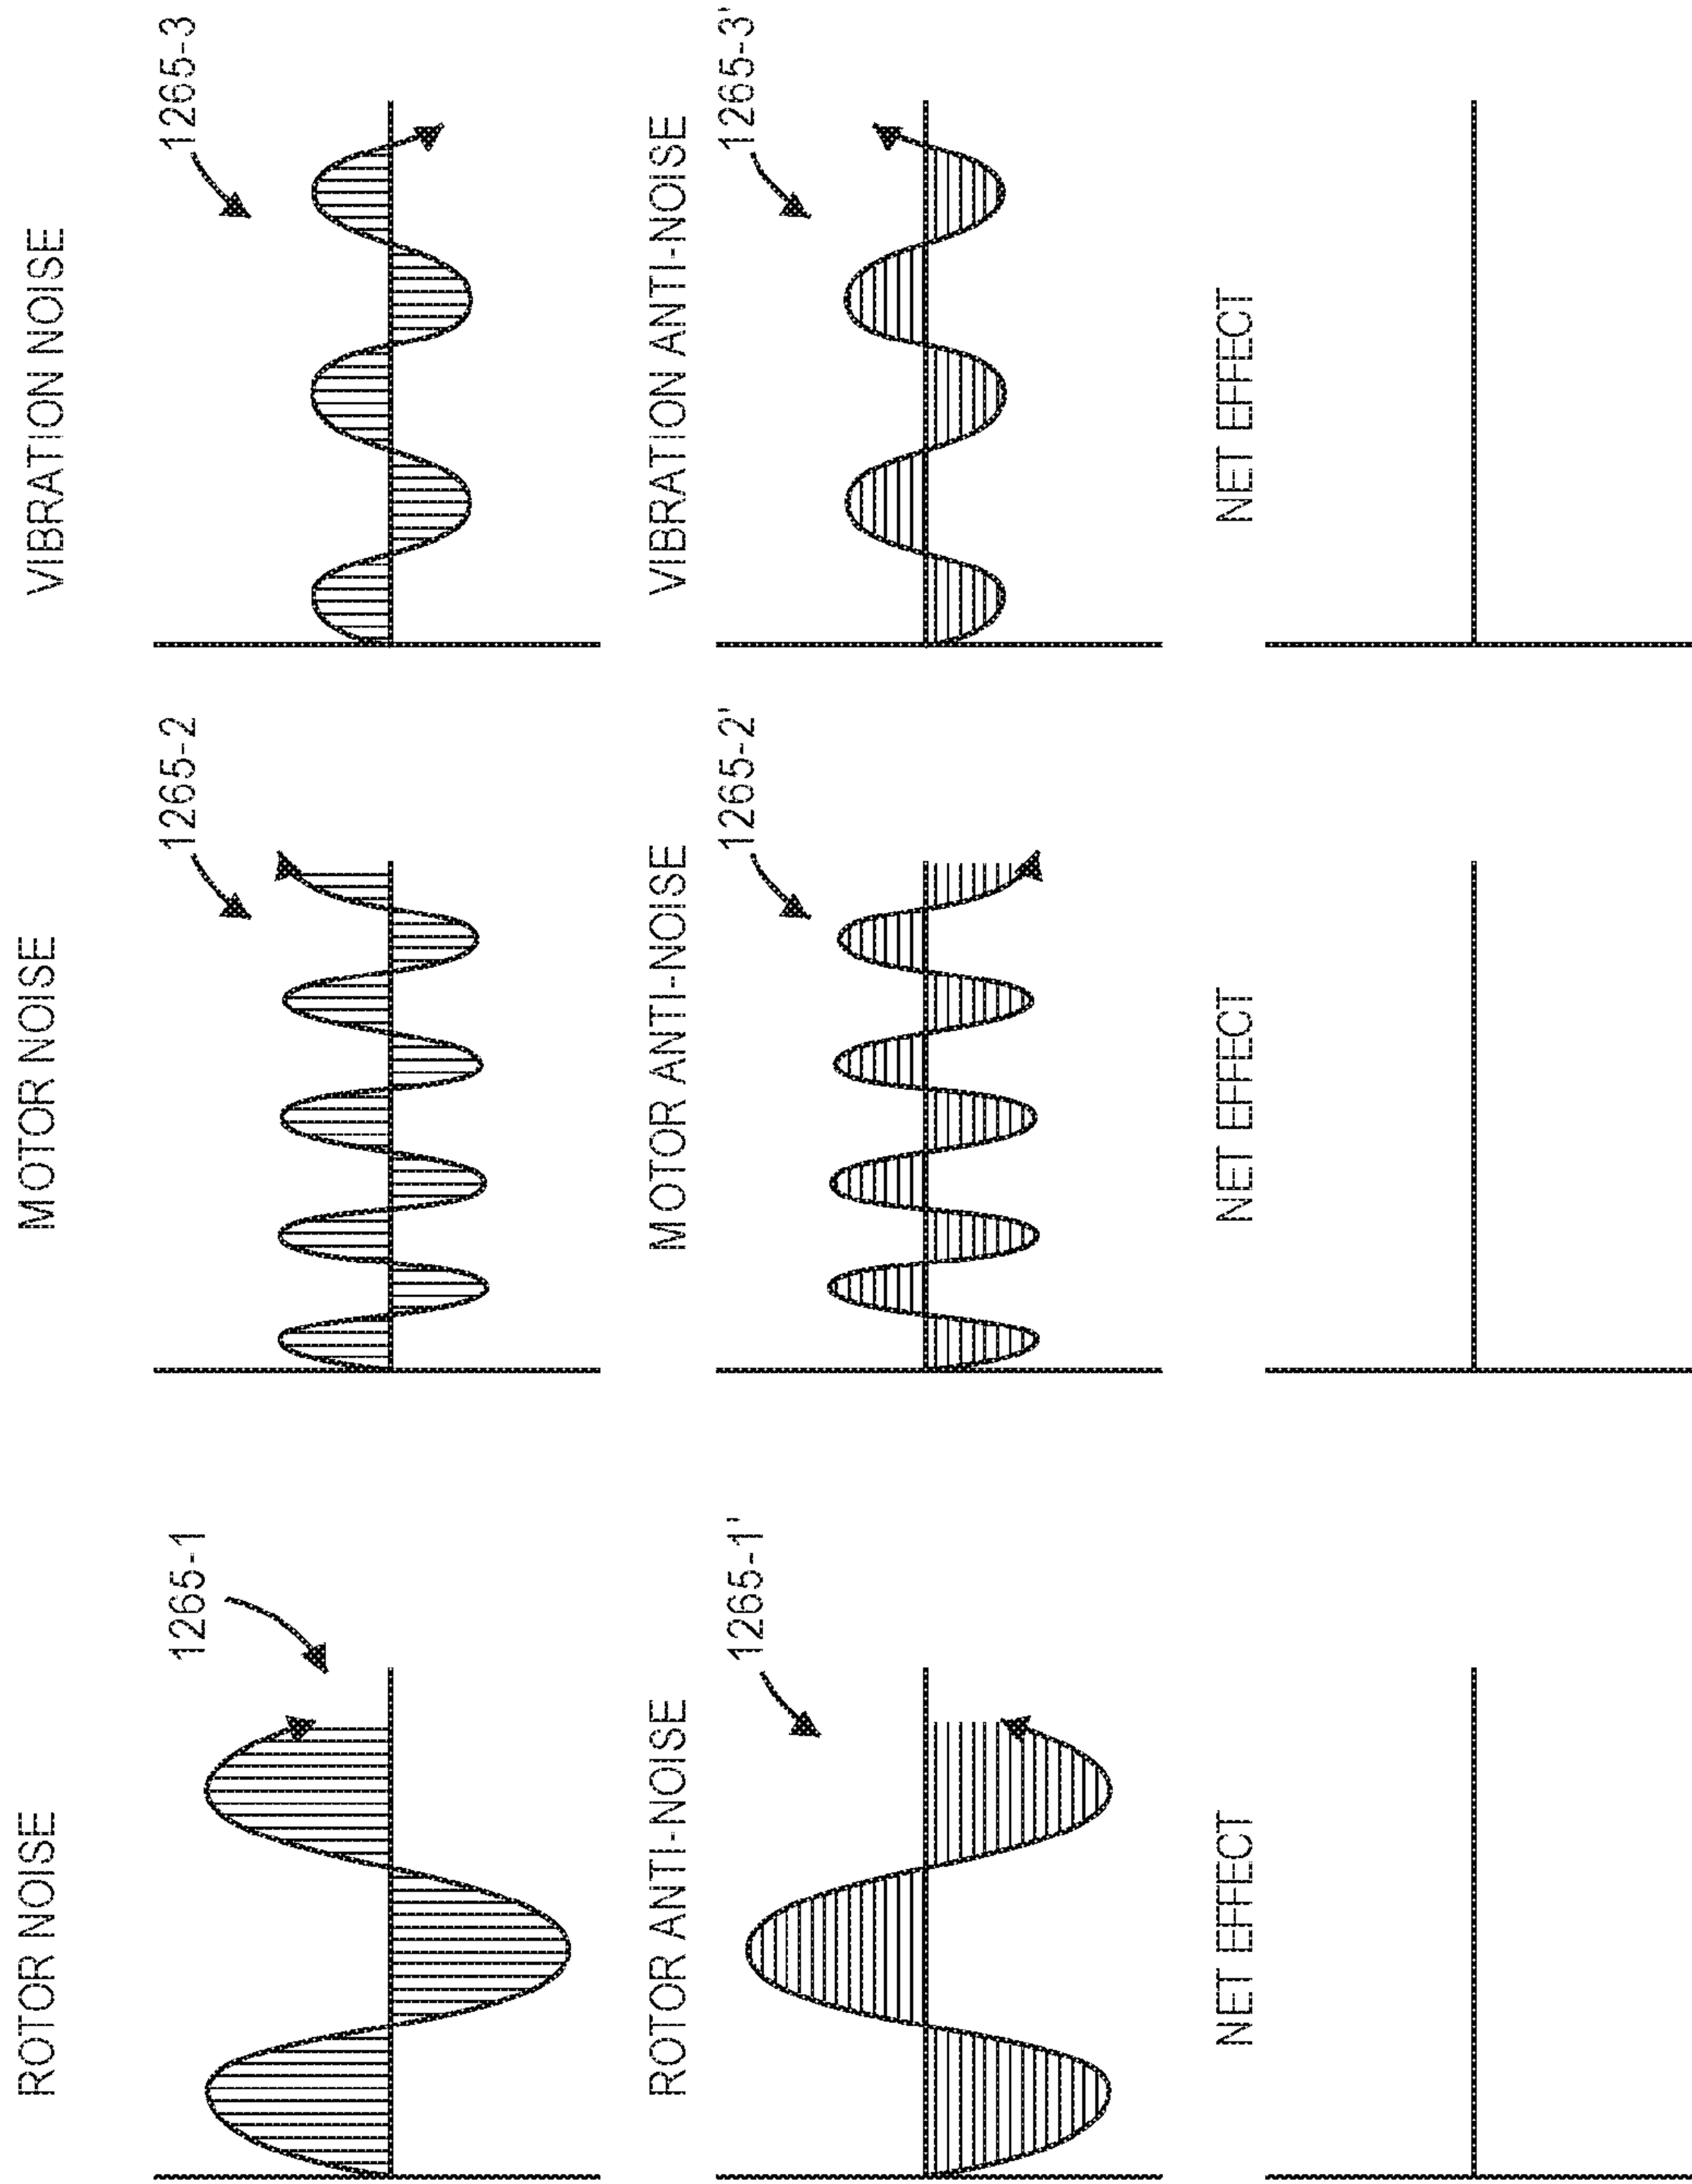 ROTOR NOISE
1265-1
MOTOR NOISE
1265-2
VIBRATION NOISE
1265-3
ROTOR ANTI-NOISE
1265-1'
MOTOR ANTI-NOISE
1265-2'
VIBRATION ANTI-NOISE
1265-3'
NET EFFECT
NET EFFECT
NET EFFECT